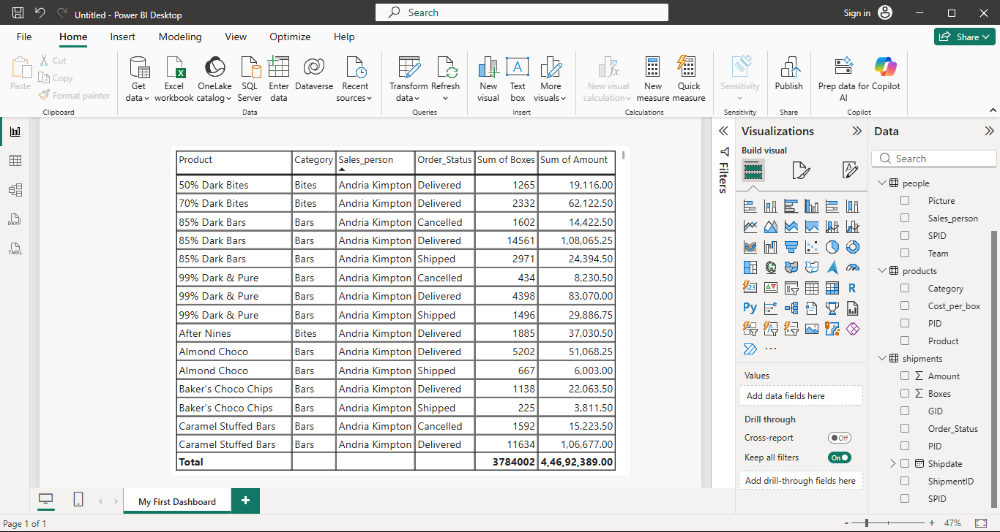 Untitled - Power BI Desktop
Search
Sign in
File Home Insert Modeling View Optimize Help
Share
Paste
Cut
Copy
Format painter
Clipboard
Get data
Excel workbook
OneLake catalog
SQL Server
Enter data
Dataverse
Recent sources
Data
Transform data
Refresh
Queries
New visual
Text box
More visuals
Insert
New visual calculation
New measure
Quick measure
Calculations
Sensitivity
Sensitivity
Publish
Share
Prep data for AI
Copilot
Copilot
Product Category Sales_person Order_Status Sum of Boxes Sum of Amount
50% Dark Bites Bites Andria Kimpton Delivered 1265 19,116.00
70% Dark Bites Bites Andria Kimpton Delivered 2332 62,122.50
85% Dark Bars Bars Andria Kimpton Cancelled 1602 14,422.50
85% Dark Bars Bars Andria Kimpton Delivered 14561 1,08,065.25
85% Dark Bars Bars Andria Kimpton Shipped 2971 24,394.50
99% Dark & Pure Bars Andria Kimpton Cancelled 434 8,230.50
99% Dark & Pure Bars Andria Kimpton Delivered 4398 83,070.00
99% Dark & Pure Bars Andria Kimpton Shipped 1496 29,886.75
After Nines Bites Andria Kimpton Delivered 1885 37,030.50
Almond Choco Bars Andria Kimpton Delivered 5202 51,068.25
Almond Choco Bars Andria Kimpton Shipped 667 6,003.00
Baker's Choco Chips Bars Andria Kimpton Delivered 1138 22,063.50
Baker's Choco Chips Bars Andria Kimpton Shipped 225 3,811.50
Caramel Stuffed Bars Bars Andria Kimpton Cancelled 1592 15,223.50
Caramel Stuffed Bars Bars Andria Kimpton Delivered 11634 1,06,677.00
Total 3784002 4,46,92,389.00
DAX
TMDL
Filters
Visualizations
Build visual
123
R
Py
Values
Add data fields here
Drill through
Cross-report
Off
Keep all filters
On
Add drill-through fields here
Data
Search
people
Picture
Sales_person
SPID
Team
products
Category
Cost_per_box
PID
Product
shipments
Σ Amount
Σ Boxes
GID
Order_Status
PID
Shipdate
ShipmentID
SPID
My First Dashboard
+
Page 1 of 1
- + 47%